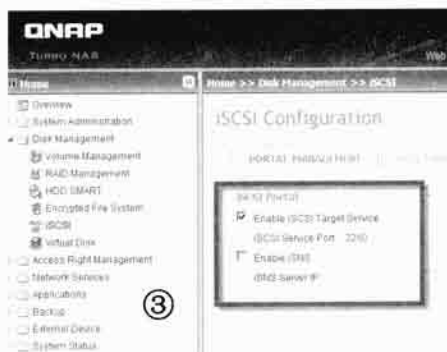 QNAP
TURBO NAS
Web
Home
Home >> Disk Management >> iSCSI
Overview
System Administration
Disk Management
Volume Management
RAID Management
HDD SMART
Encrypted File System
iSCSI
Virtual Disk
Access Right Management
Network Services
Applications
Backup
External Device
System Status
iSCSI Configuration
PORTAL MANAGEMENT
iSCSI Portal
Enable iSCSI Target Service
iSCSI Service Port
Enable iSNS
iSNS Server IP
③